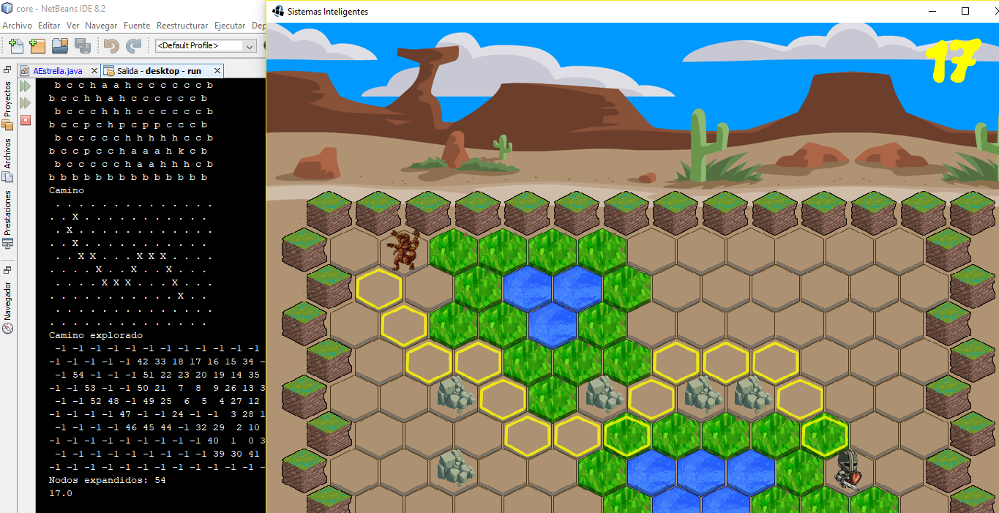 core - NetBeans IDE 8.2
Archivo Editar Ver Navegar Fuente Reestructurar Ejecutar Dep
<Default Profile>
AEstrella.java
Salida - desktop - run
Proyectos
Archivos
Prestaciones
Navegador
b c c h a a h c c c c c c b
b c c h h a h c c c c c c b
b c c c h h h c c c c c c b
b c c p c h p c p p c c c b
b c c c c c h h h h h c c b
b c c p c c h a a a h k c b
b c c c c c h a a h h h c b
b b b b b b b b b b b b b b
Camino
. . . . . . . . . . . . . .
. . X . . . . . . . . . . .
. X . . . . . . . . . . . .
. . X . . . . . . . . . . .
. . X X . . . X X X . . . .
. . . . X . . X . . X . . .
. . . . X X X . . . X . . .
. . . . . . . . . . . X . .
. . . . . . . . . . . . . .
. . . . . . . . . . . . . .
Camino explorado
-1 -1 -1 -1 -1 -1 -1 -1 -1 -1
-1 -1 -1 -1 -1 42 33 18 17 16 15 34 -
-1 54 -1 -1 -1 51 22 23 20 19 14 35
-1 -1 53 -1 -1 50 21 7 8 9 26 13 3
-1 -1 52 48 -1 49 25 6 5 4 27 12
-1 -1 -1 -1 47 -1 -1 24 -1 -1 3 28 1
-1 -1 -1 -1 46 45 44 -1 32 29 2 10
-1 -1 -1 -1 -1 -1 -1 -1 -1 40 1 0 3
-1 -1 -1 -1 -1 -1 -1 -1 39 30 41
-1 -1 -1 -1 -1 -1 -1 -1 -1 -1 -1 -
Nodos expandidos: 54
17.0
Sistemas Inteligentes
17